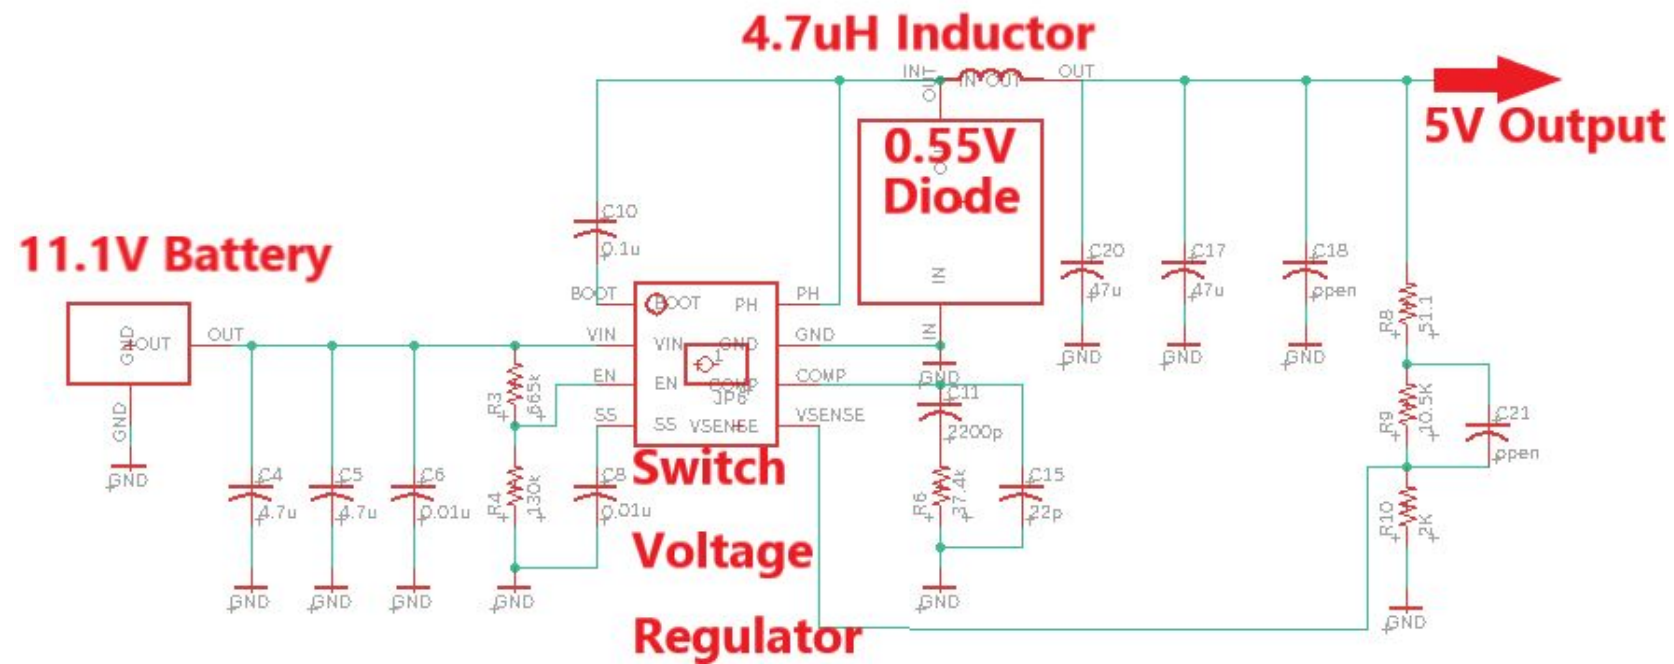 4.7uH Inductor
INT
OUT
IN OUT
OUT
5V Output
0.55V
Diode
IN
IN
C10
0.1u
11.1V Battery
GND
OUT
OUT
GND
GND
BOOT
BOOT
PH
PH
VIN
VIN
GND
GND
EN
EN
COMP
COMP
1
JP6
SS
SS
VSENSE
VSENSE
GND
C20
47u
GND
C17
47u
GND
C18
open
GND
R8
51.1
R9
10.5K
C21
open
R10
2K
GND
R3
665k
R4
130k
GND
C4
4.7u
GND
C5
4.7u
GND
C6
0.01u
GND
C8
0.01u
C11
2200p
R6
37.4k
C15
22p
GND
Switch
Voltage
Regulator